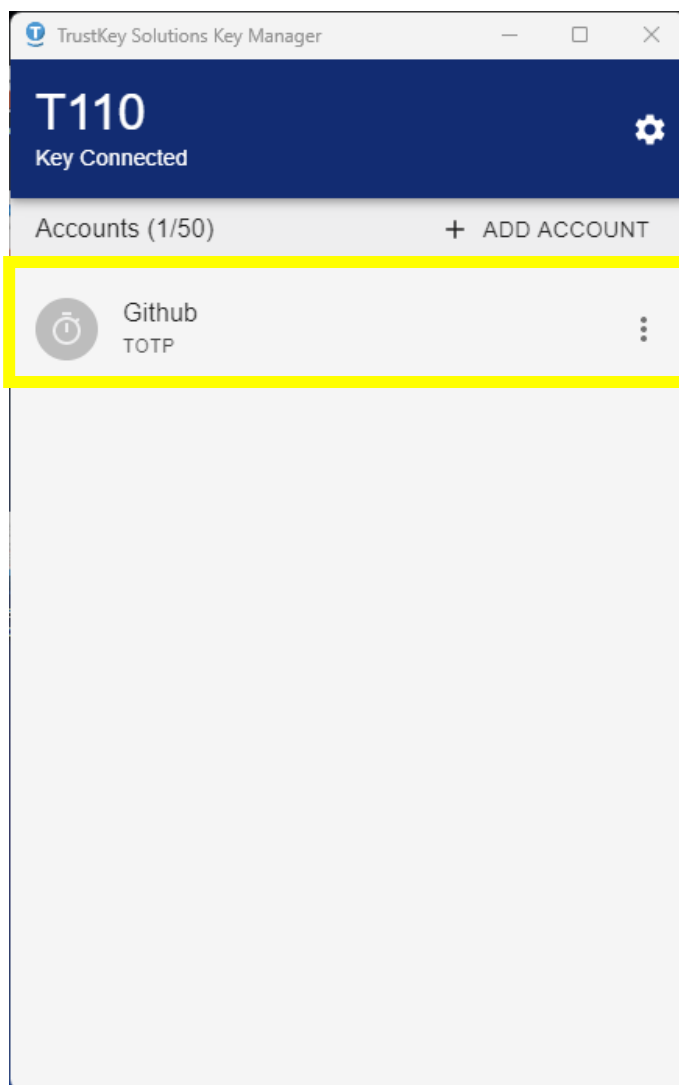 TrustKey Solutions Key Manager
T110
Key Connected
Accounts (1/50) + ADD ACCOUNT
Github
TOTP